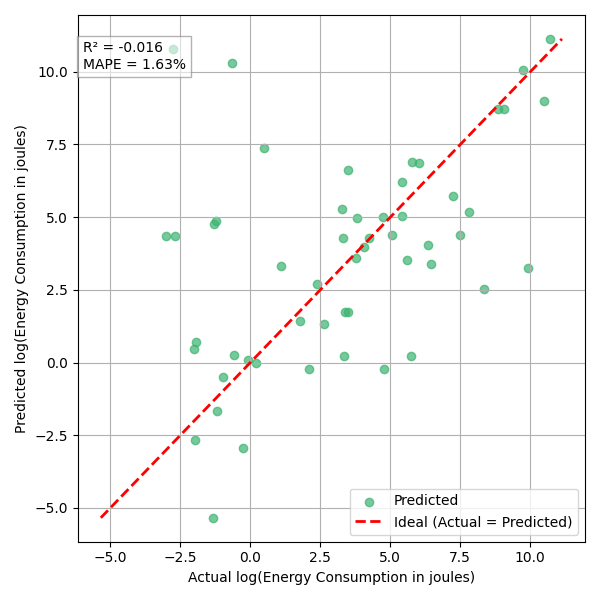 R² = -0.016
MAPE = 1.63%
10.0
7.5
5.0
2.5
0.0
−2.5
−5.0
Predicted log(Energy Consumption in joules)
Predicted
Ideal (Actual = Predicted)
−5.0 −2.5 0.0 2.5 5.0 7.5 10.0
Actual log(Energy Consumption in joules)